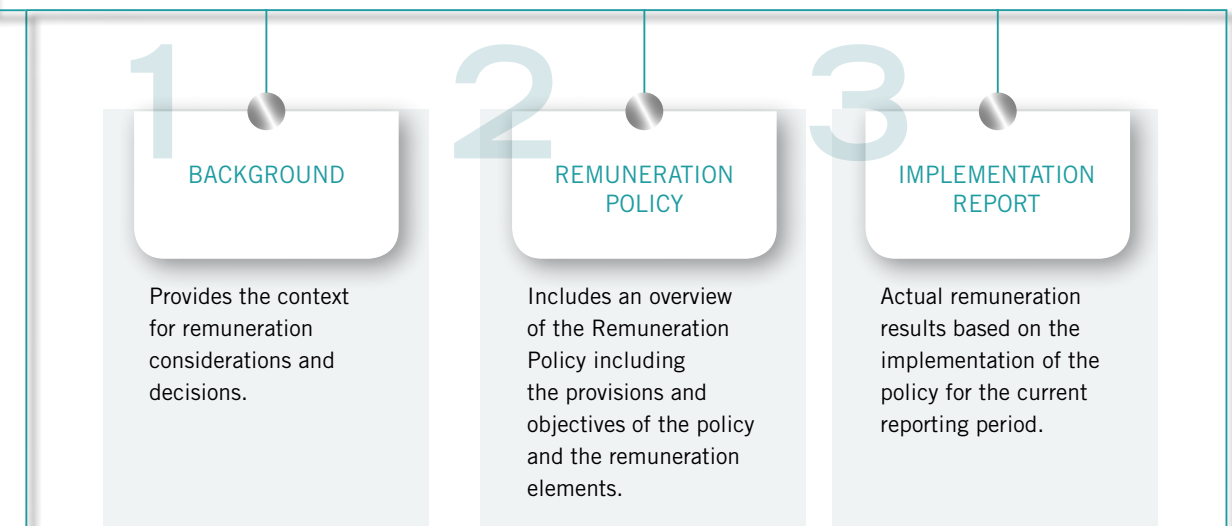 1
BACKGROUND
Provides the context
for remuneration
considerations and
decisions.
2
REMUNERATION
POLICY
Includes an overview
of the Remuneration
Policy including
the provisions and
objectives of the policy
and the remuneration
elements.
3
IMPLEMENTATION
REPORT
Actual remuneration
results based on the
implementation of the
policy for the current
reporting period.